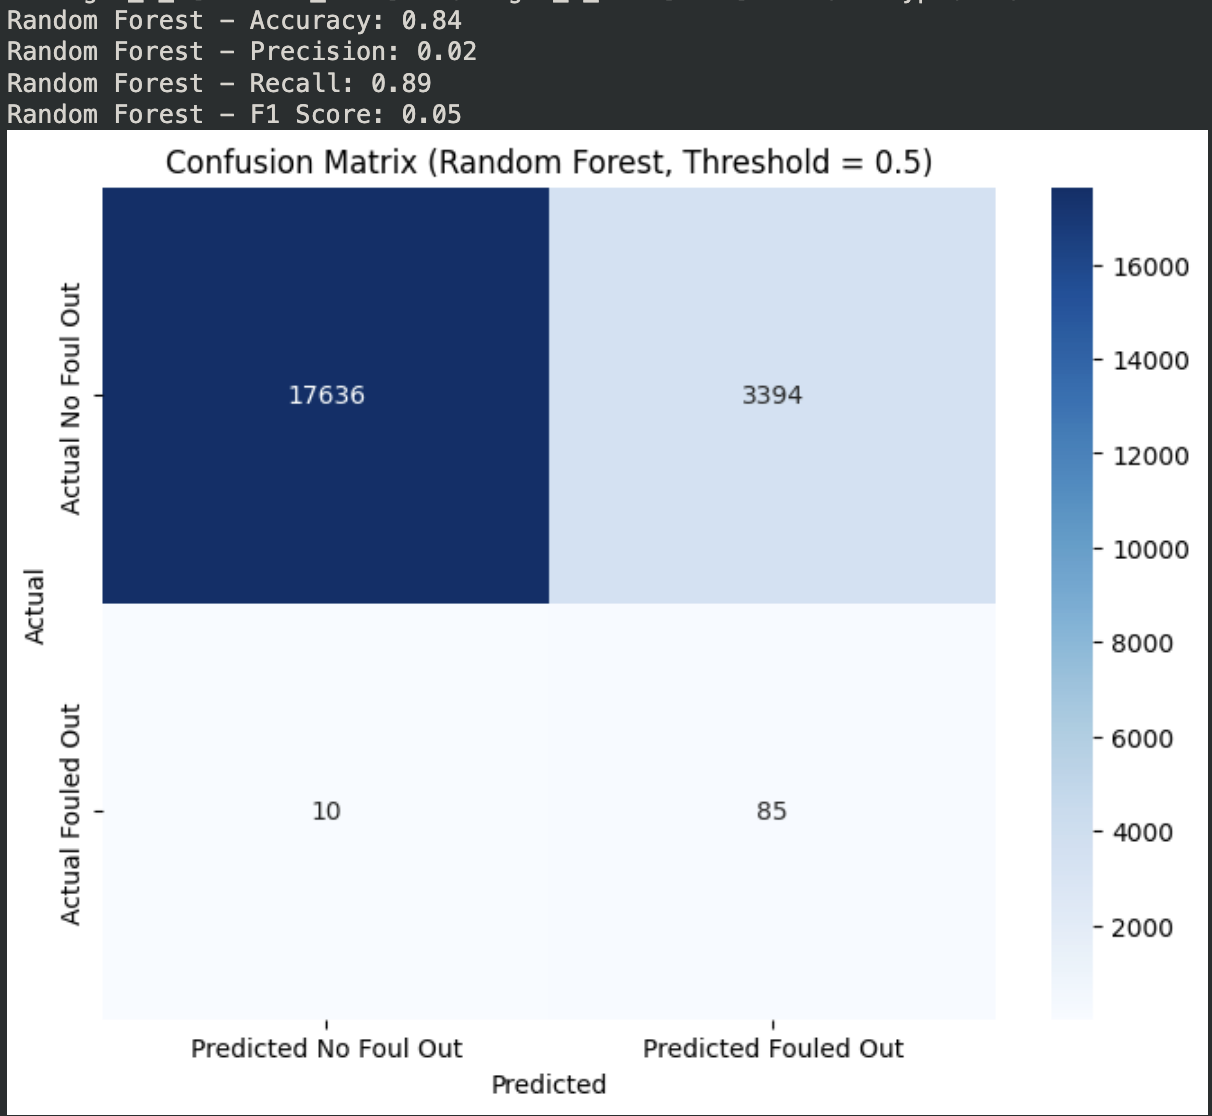 Random Forest – Accuracy: 0.84
Random Forest – Precision: 0.02
Random Forest – Recall: 0.89
Random Forest – F1 Score: 0.05
Confusion Matrix (Random Forest, Threshold = 0.5)
Actual
Actual No Foul Out
17636
3394
Actual Fouled Out
10
85
Predicted No Foul Out
Predicted Fouled Out
Predicted
16000
14000
12000
10000
8000
6000
4000
2000